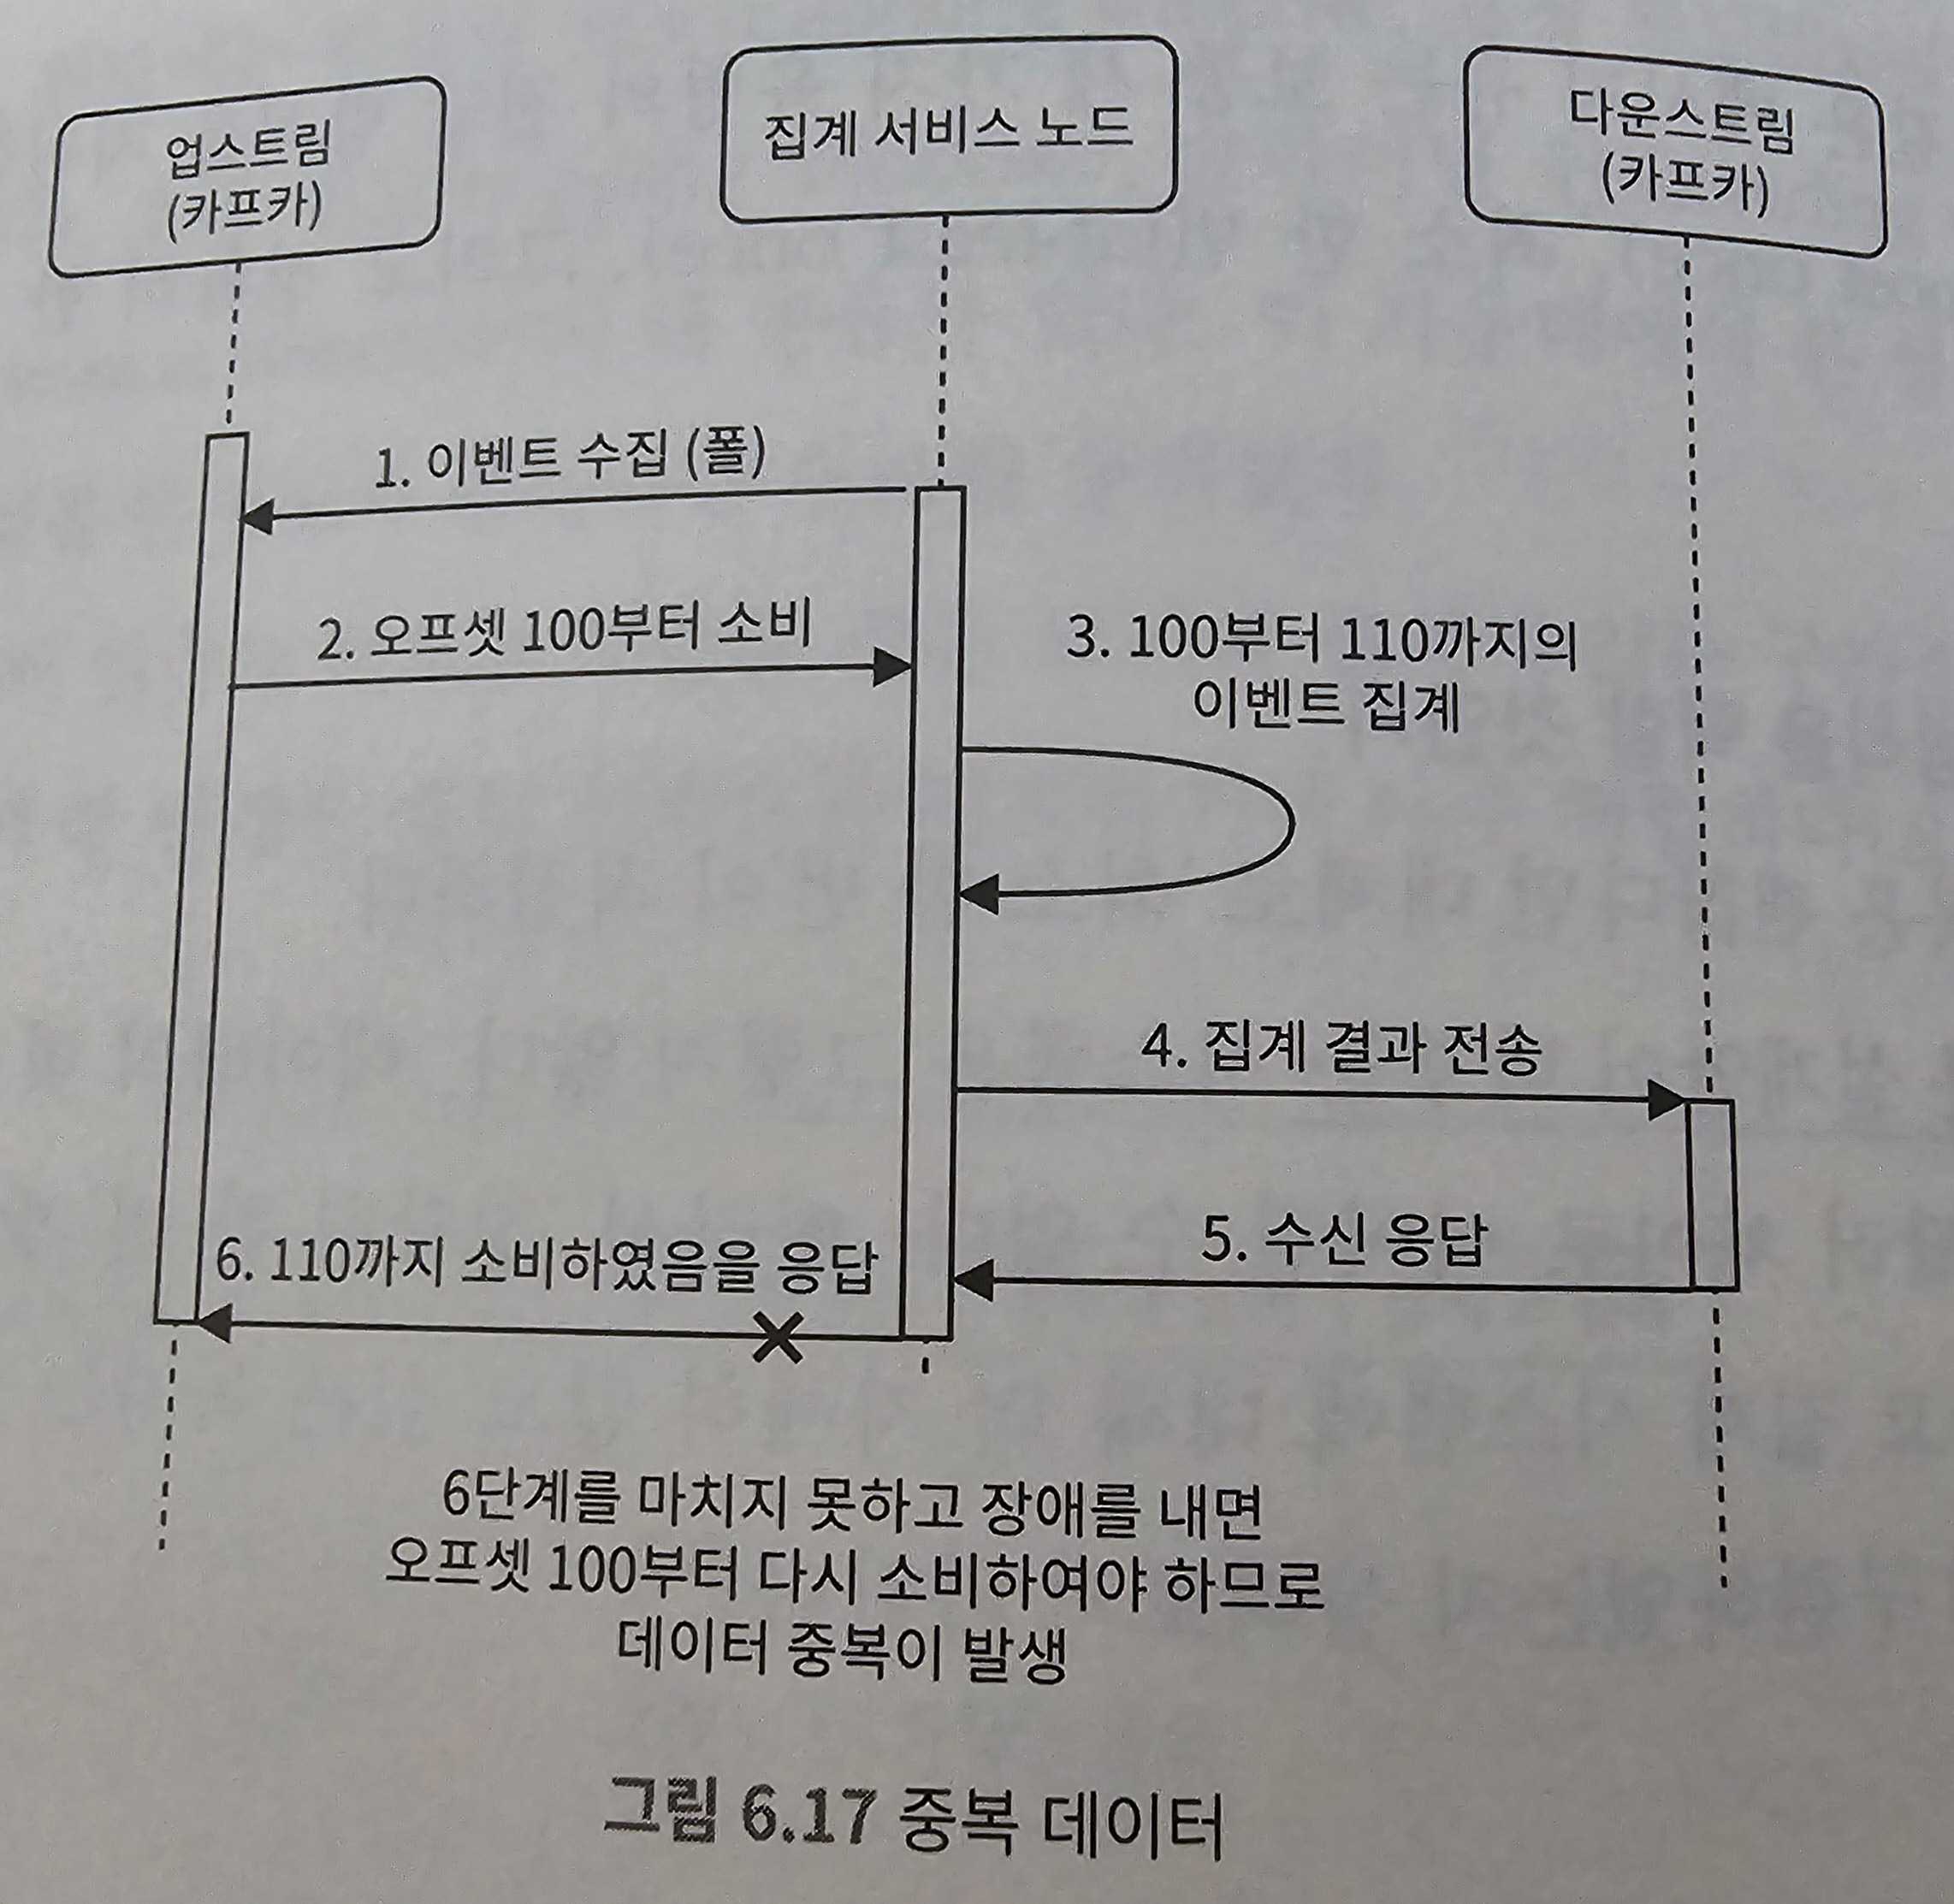 업스트림
(카프카)
집계 서비스 노드
다운스트림
(카프카)
1. 이벤트 수집 (폴)
2. 오프셋 100부터 소비
3. 100부터 110까지의
이벤트 집계
4. 집계 결과 전송
5. 수신 응답
6. 110까지 소비하였음을 응답
6단계를 마치지 못하고 장애를 내면
오프셋 100부터 다시 소비하여야 하므로
데이터 중복이 발생
그림 6.17 중복 데이터